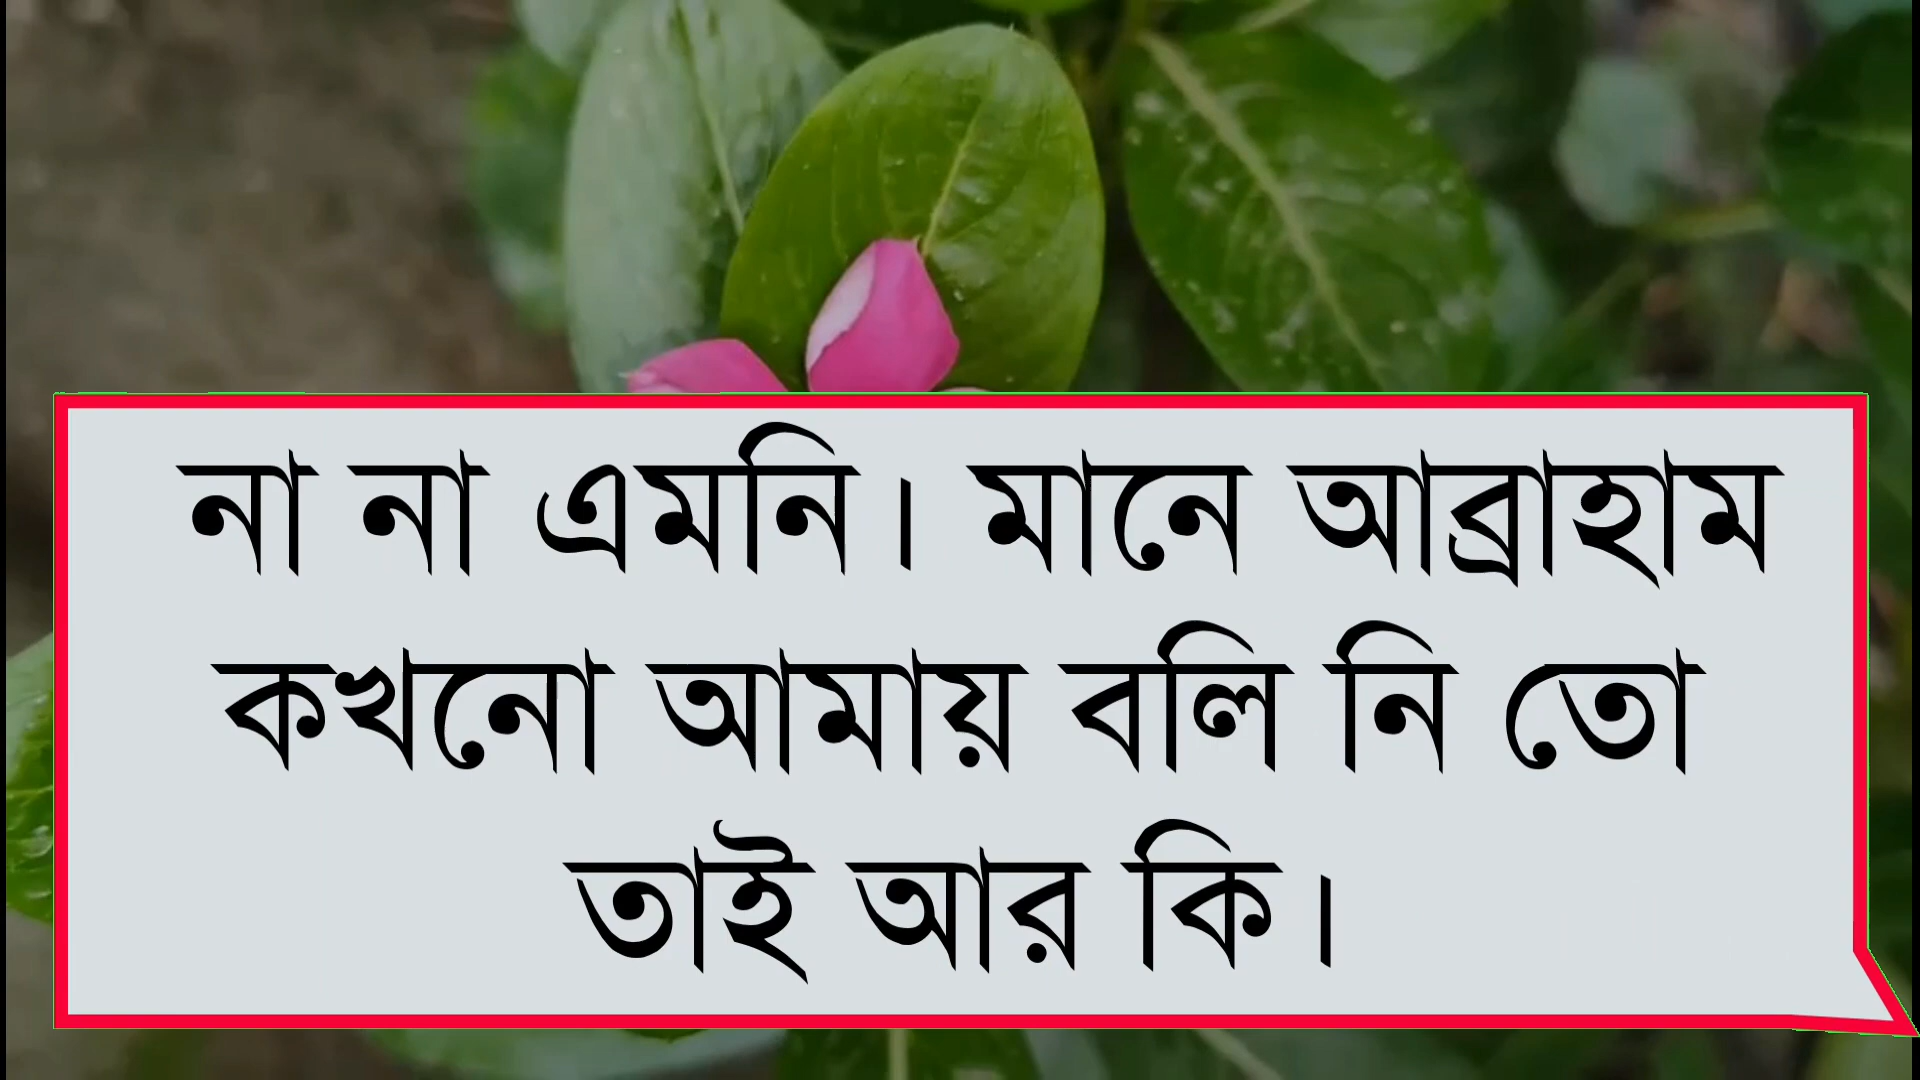 না না এমনি। মানে আব্রাহাম
কখনো আমায় বলি নি তো
তাই আর কি।